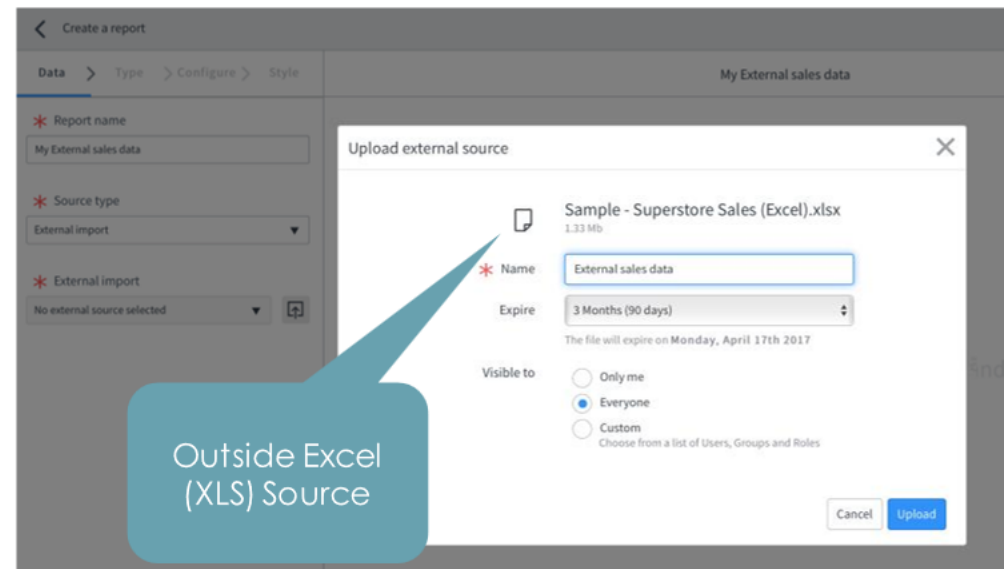 Create a report
Data
Type
Configure
Style
My External sales data
Report name
My External sales data
Source type
External import
External import
No external source selected
Upload external source
Sample - Superstore Sales (Excel).xlsx
1.33 Mb
Name
External sales data
Expire
3 Months (90 days)
The file will expire on Monday, April 17th 2017
Visible to
Only me
Everyone
Custom
Choose from a list of Users, Groups and Roles
Cancel
Upload
Outside Excel
(XLS) Source